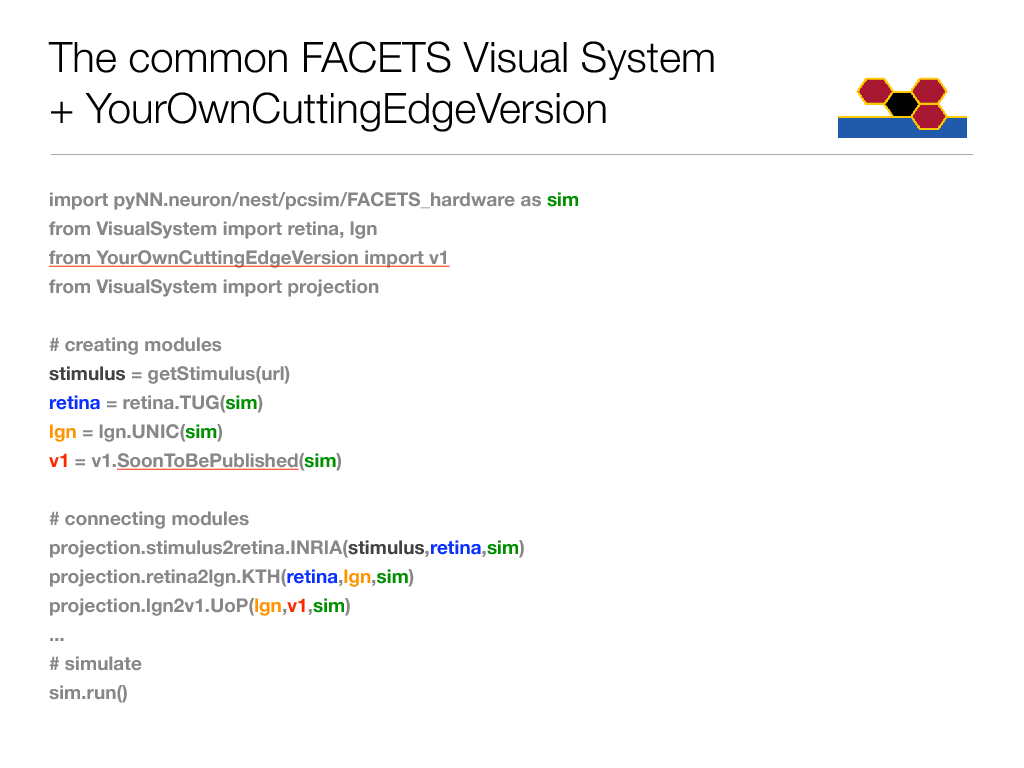 The common FACETS Visual System
+ YourOwnCuttingEdgeVersion
import pyNN.neuron/nest/pcsim/FACETS_hardware as sim
from VisualSystem import retina, lgn
from YourOwnCuttingEdgeVersion import v1
from VisualSystem import projection
# creating modules
stimulus = getStimulus(url)
retina = retina.TUG(sim)
lgn = lgn.UNIC(sim)
v1 = v1.SoonToBePublished(sim)
# connecting modules
projection.stimulus2retina.INRIA(stimulus,retina,sim)
projection.retina2lgn.KTH(retina,lgn,sim)
projection.lgn2v1.UoP(lgn,v1,sim)
...
# simulate
sim.run()